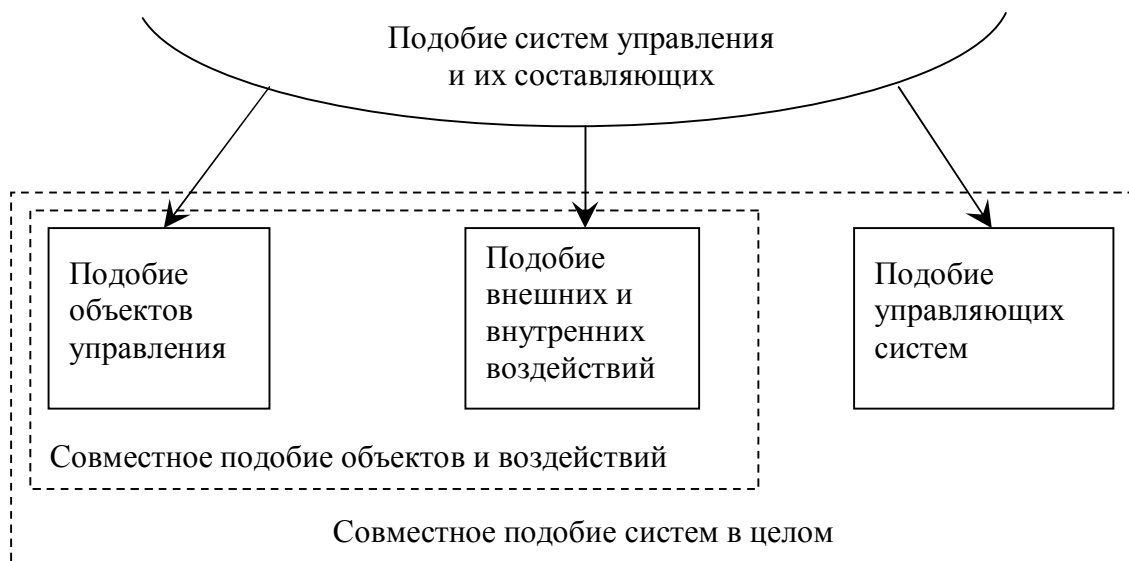 Подобие систем управления
и их составляющих
Подобие
объектов
управления
Подобие
внешних и
внутренних
воздействий
Подобие
управляющих
систем
Совместное подобие объектов и воздействий
Совместное подобие систем в целом